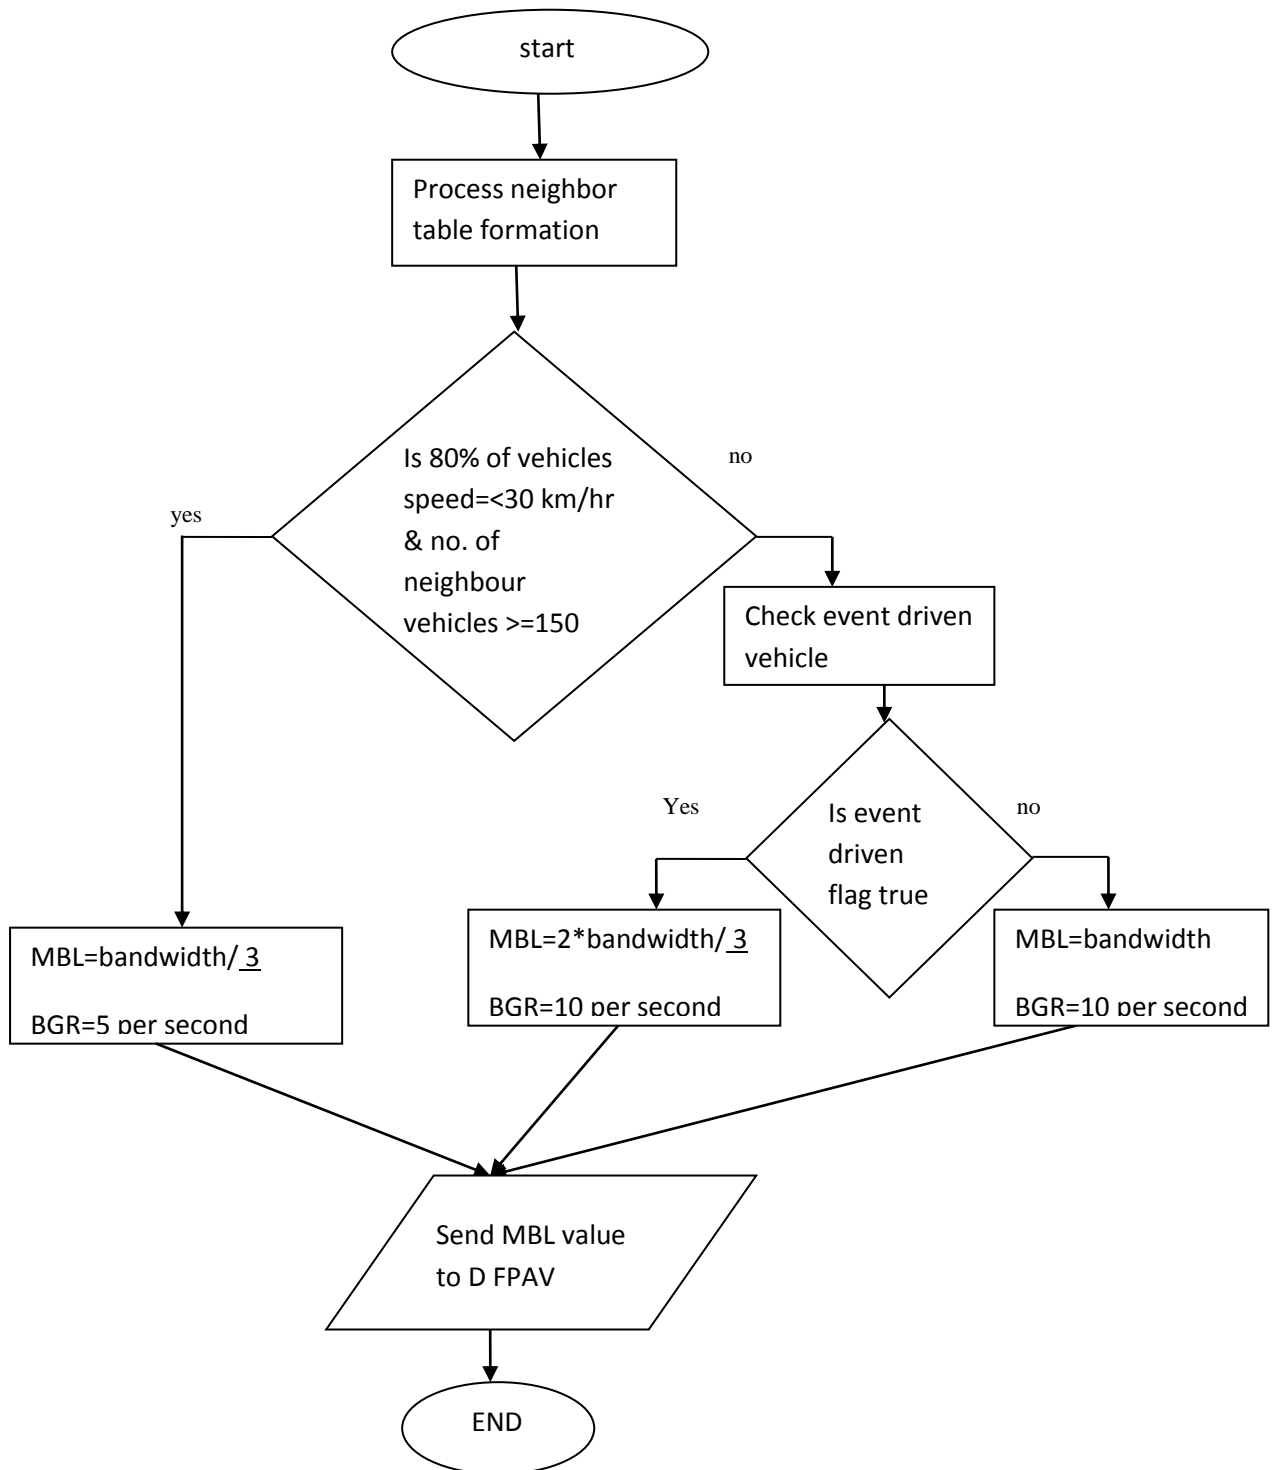 start
Process neighbor
table formation
Is 80% of vehicles
speed=<30 km/hr
& no. of
neighbour
vehicles >=150
no
yes
Check event driven
vehicle
Is event
driven
flag true
Yes
no
MBL=bandwidth/ 3
BGR=5 per second
MBL=2*bandwidth/ 3
BGR=10 per second
MBL=bandwidth
BGR=10 per second
Send MBL value
to D FPAV
END